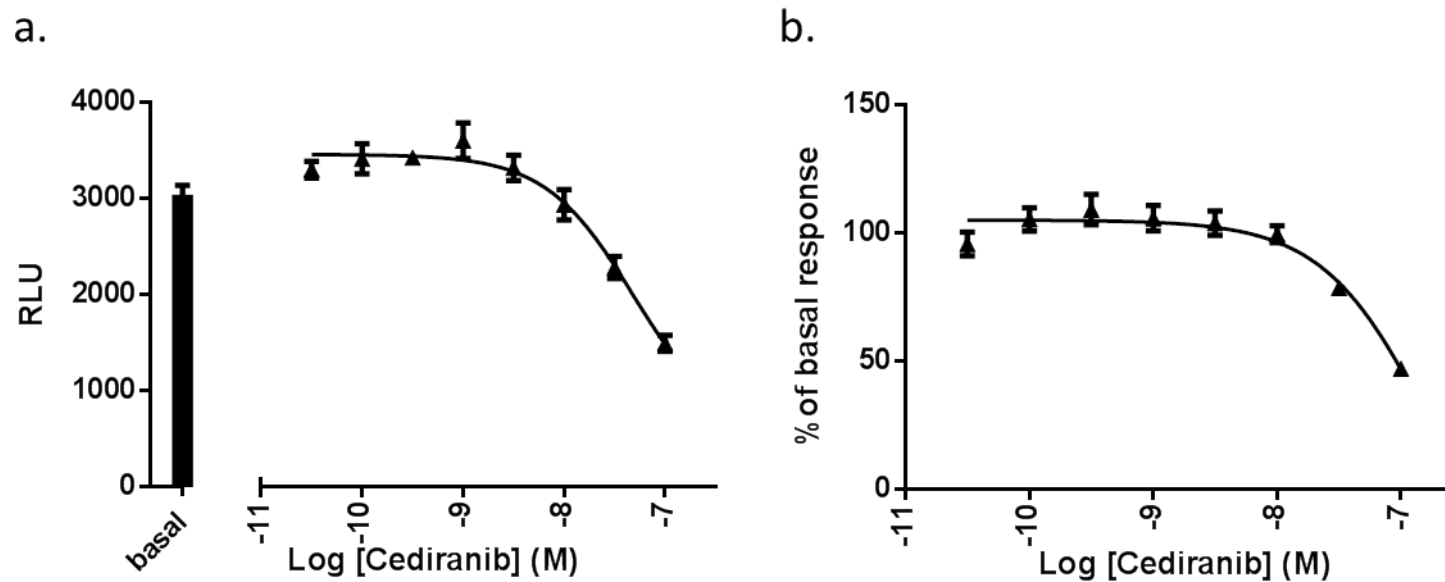 a.
4000
3000
2000
1000
0
RLU
basal
-11
-10
-9
-8
-7
Log [Cediranib] (M)
b.
150
100
50
0
% of basal response
-11
-10
-9
-8
-7
Log [Cediranib] (M)